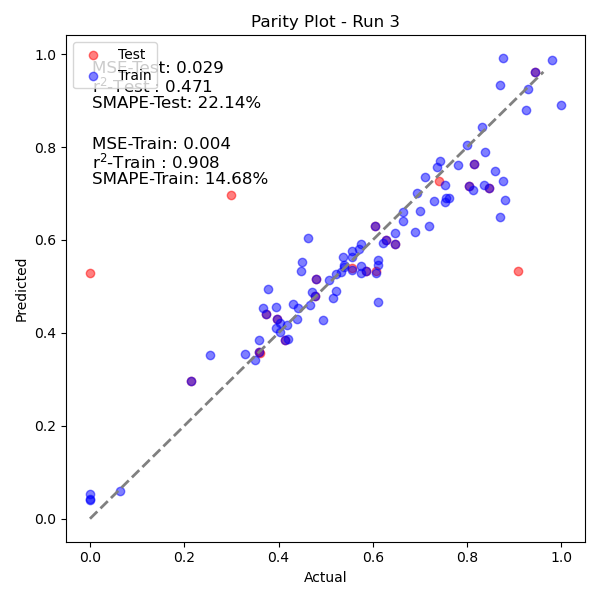 Parity Plot - Run 3
Test
Train
MSE-Test: 0.029
r²-Test : 0.471
SMAPE-Test: 22.14%
MSE-Train: 0.004
r²-Train : 0.908
SMAPE-Train: 14.68%
Predicted
1.0
0.8
0.6
0.4
0.2
0.0
0.0 0.2 0.4 0.6 0.8 1.0
Actual